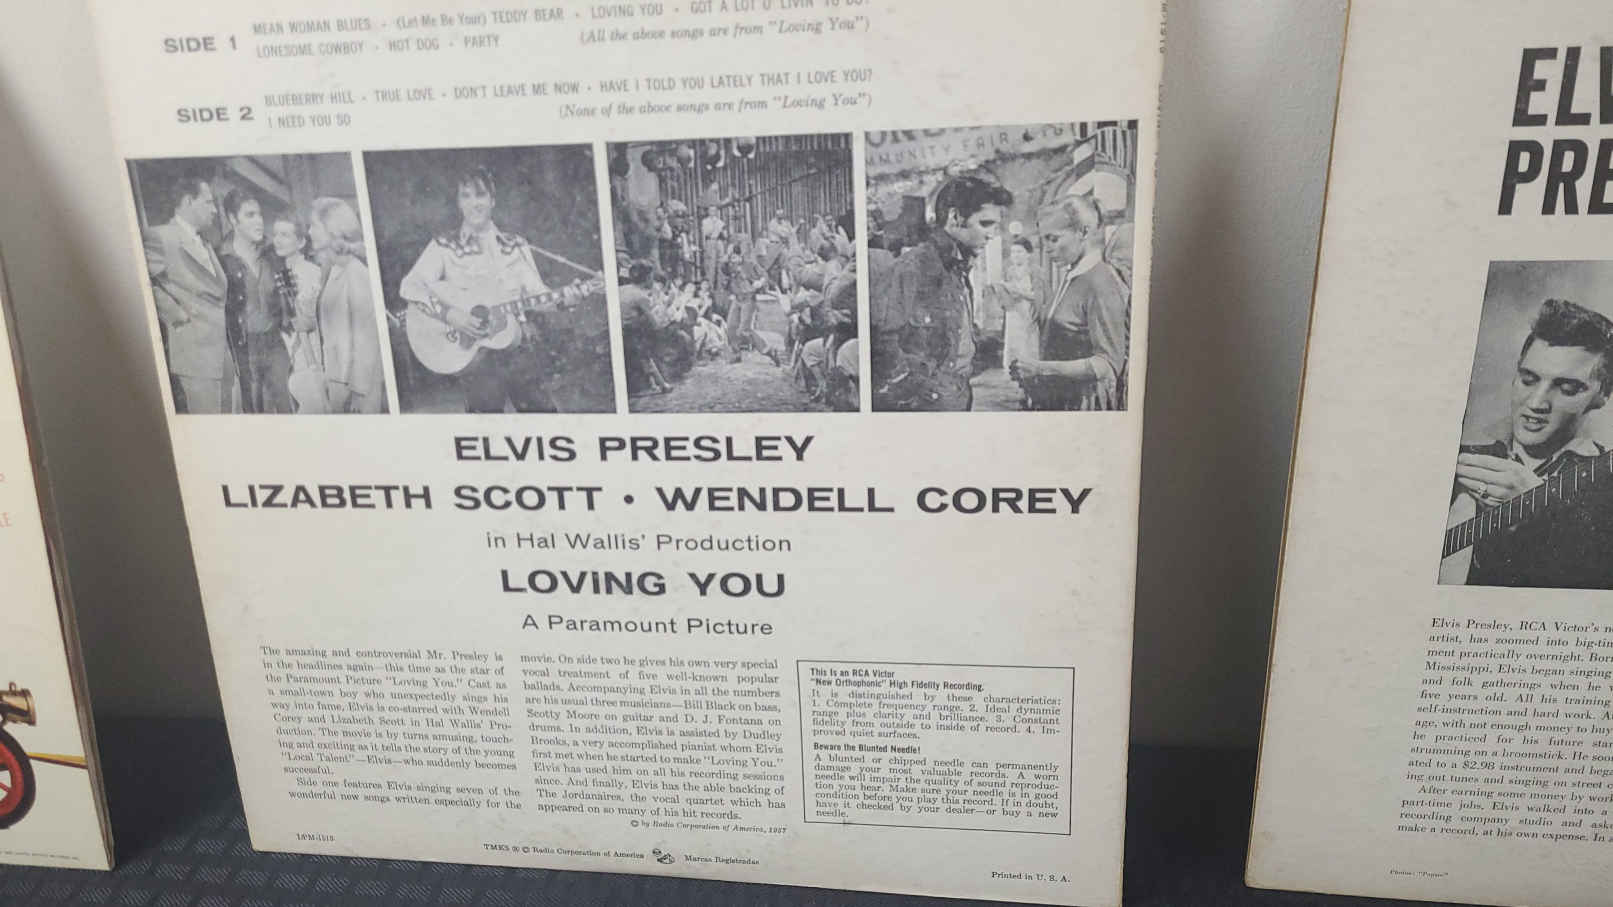 SIDE 1
MEAN WOMAN BLUES • (Let Me Be Your) TEDDY BEAR • LOVING YOU • GOT A LOT O' LIVIN' TO DO!
LONESOME COWBOY • HOT DOG • PARTY (All the above songs are from "Loving You")
SIDE 2
BLUEBERRY HILL • TRUE LOVE • DON'T LEAVE ME NOW • HAVE I TOLD YOU LATELY THAT I LOVE YOU?
I NEED YOU SO (None of the above songs are from "Loving You")
MMUNITY FAIR
ELVIS PRESLEY
LIZABETH SCOTT • WENDELL COREY
in Hal Wallis' Production
LOVING YOU
A Paramount Picture
The amazing and controversial Mr. Presley is
in the headlines again—this time as the star of
the Paramount Picture "Loving You." Cast as
a small-town boy who unexpectedly sings his
way into fame, Elvis is co-starred with Wendell
Corey and Lizabeth Scott in Hal Wallis' Pro-
duction. The movie is by turns amusing, touch-
ing and exciting as it tells the story of the young
"Local Talent"—Elvis—who suddenly becomes
successful.
Side one features Elvis singing seven of the
wonderful new songs written especially for the
movie. On side two he gives his own very special
vocal treatment of five well-known popular
ballads. Accompanying Elvis in all the numbers
are his usual three musicians—Bill Black on bass,
Scotty Moore on guitar and D. J. Fontana on
drums. In addition, Elvis is assisted by Dudley
Brooks, a very accomplished pianist whom Elvis
first met when he started to make "Loving You."
Elvis has used him on all his recording sessions
since. And finally, Elvis has the able backing of
The Jordanaires, the vocal quartet which has
appeared on so many of his hit records.
© by Radio Corporation of America, 1957
This Is an RCA Victor
"New Orthophonic" High Fidelity Recording.
It is distinguished by these characteristics:
1. Complete frequency range. 2. Ideal dynamic
range plus clarity and brilliance. 3. Constant
fidelity from outside to inside of record. 4. Im-
proved quiet surfaces.
Beware the Blunted Needle!
A blunted or chipped needle can permanently
damage your most valuable records. A worn
needle will impair the quality of sound reproduc-
tion you hear. Make sure your needle is in good
condition before you play this record. If in doubt,
have it checked by your dealer—or buy a new
needle.
LPM-1515
TMKS ® © Radio Corporation of America Marcas Registradas
Printed in U. S. A.
ELV
PRE
Elvis Presley, RCA Victor's n
artist, has zoomed into big-tim
ment practically overnight. Bor
Mississippi, Elvis began singing
and folk gatherings when he
five years old. All his training
self-instruction and hard work. A
age, with not enough money to buy
he practiced for his future star
strumming on a broomstick. He soon
ated to a $2.98 instrument and bega
ing out tunes and singing on street c
After earning some money by work
part-time jobs, Elvis walked into a
recording company studio and aske
make a record, at his own expense. In a
Photos: "Popsie"